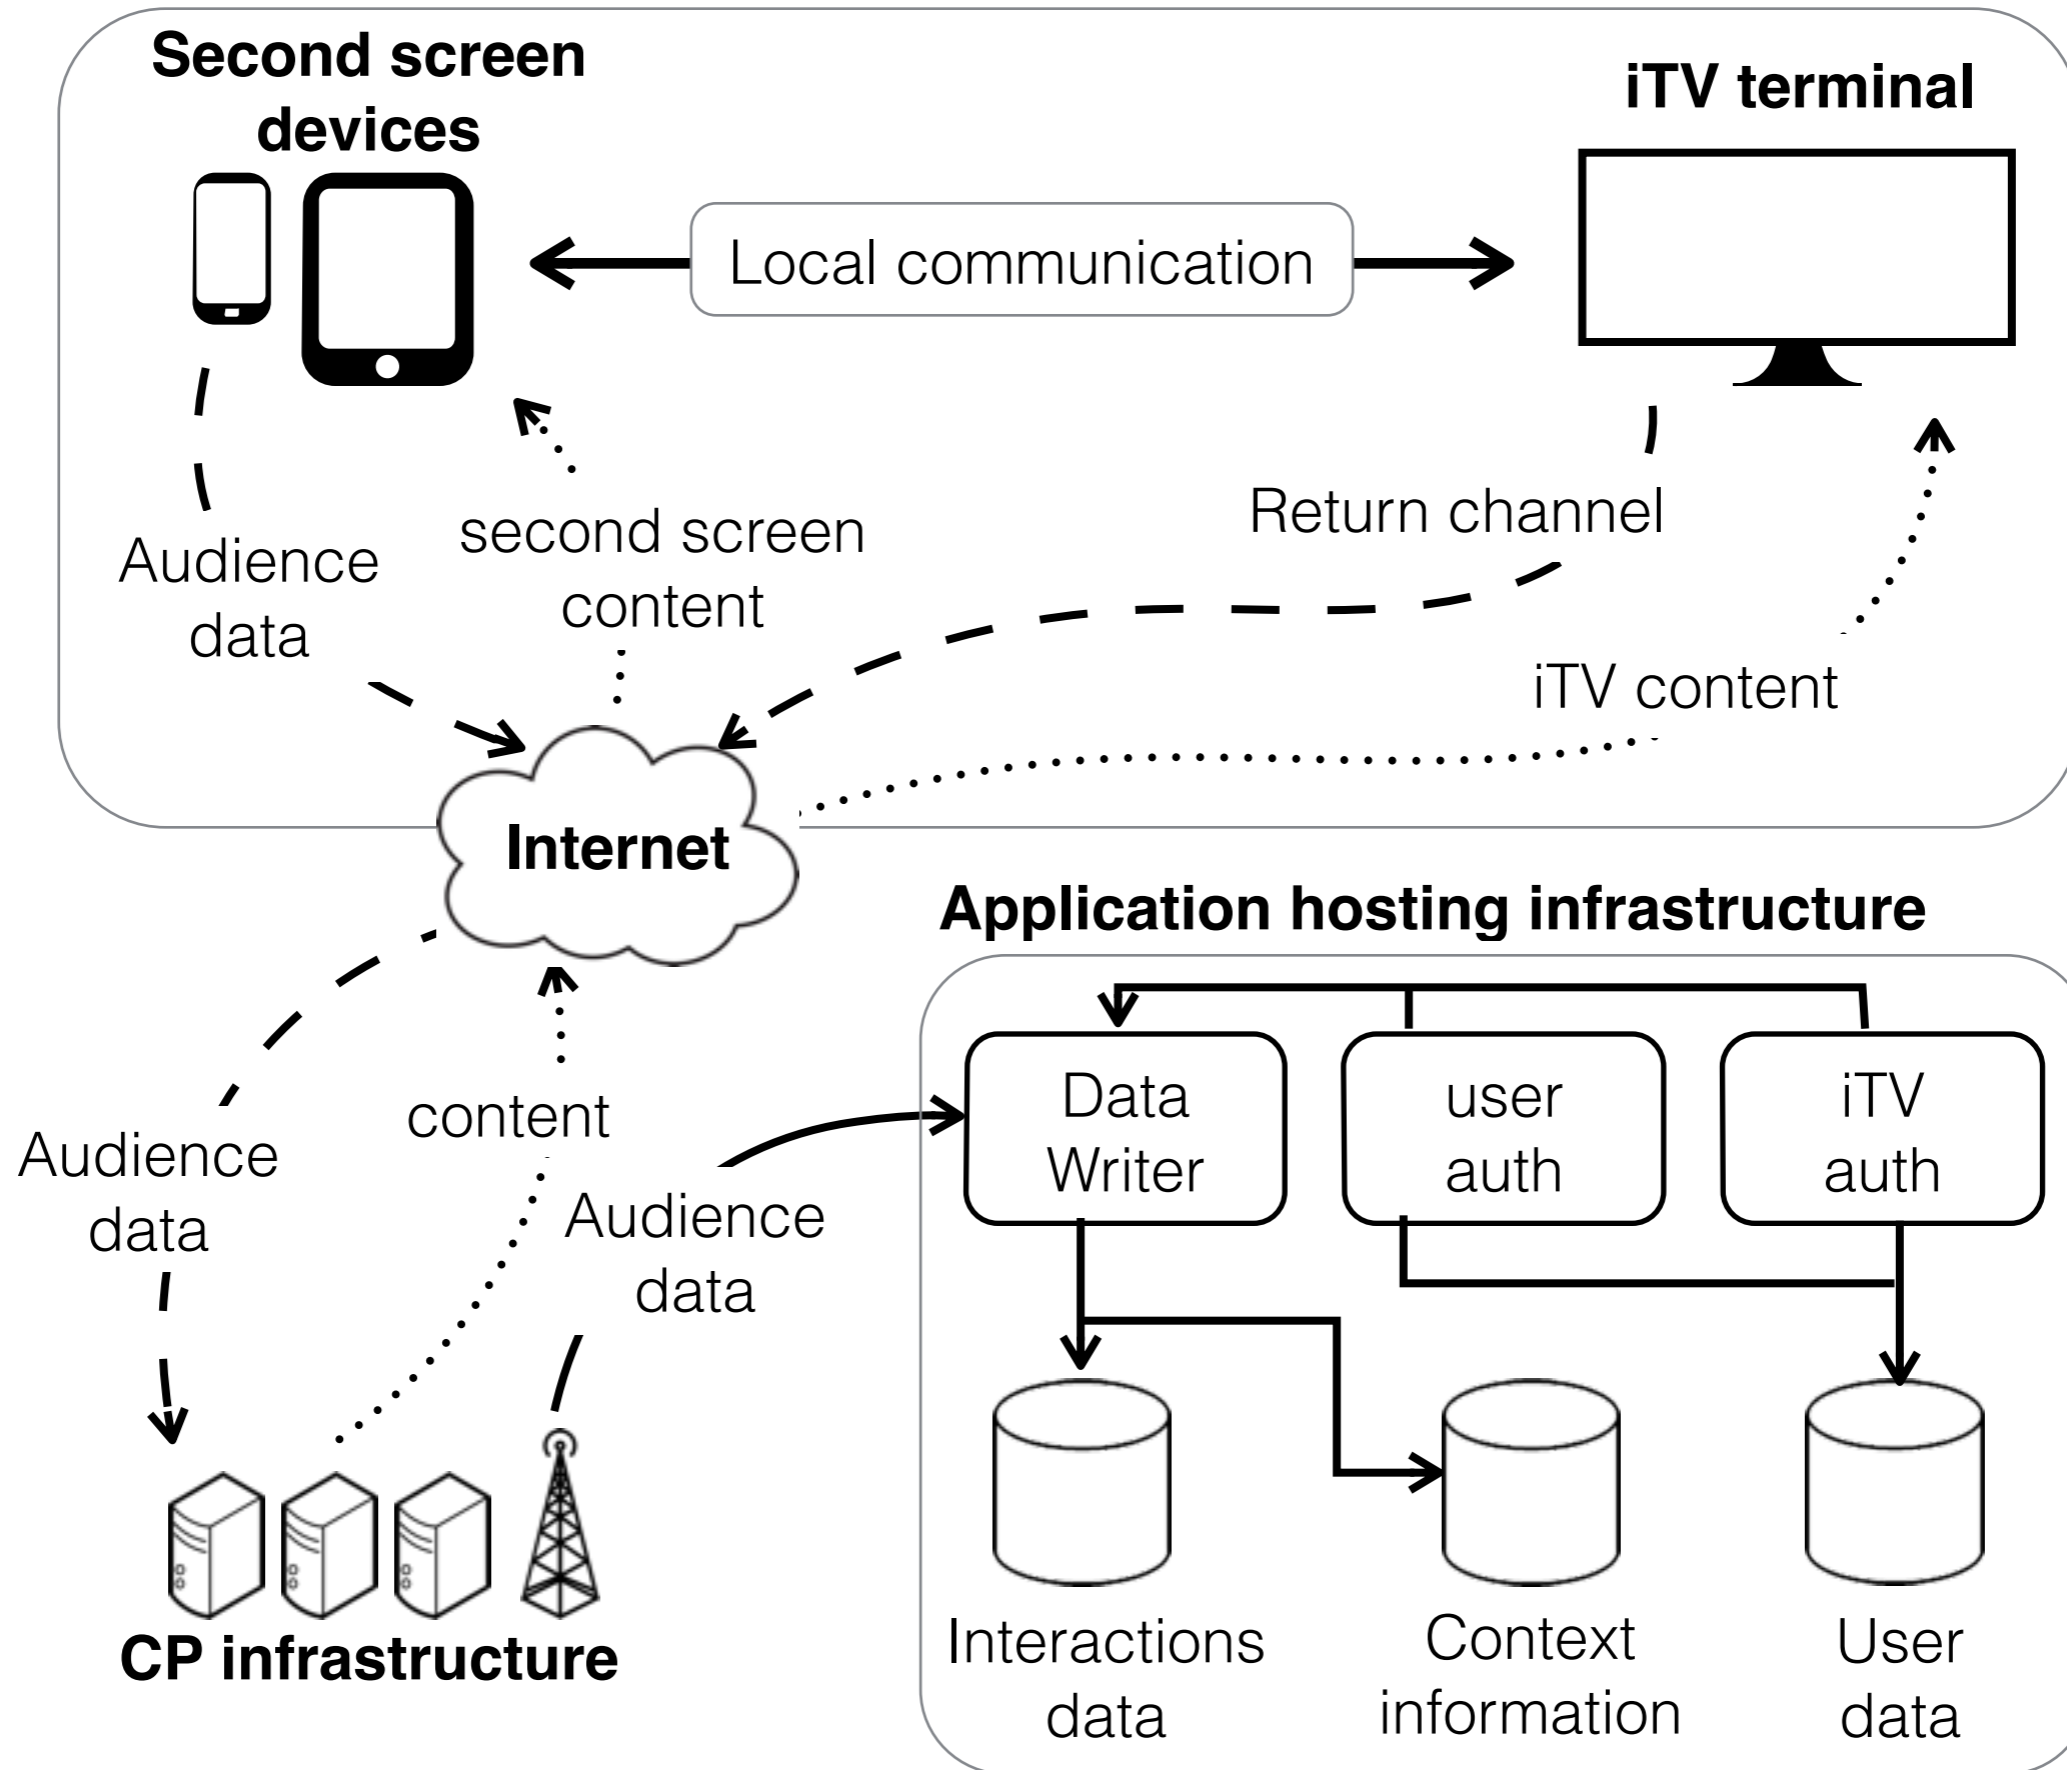 Second screen
devices
iTV terminal
Local communication
Audience
data
second screen
content
Return channel
iTV content
Internet
Application hosting infrastructure
Audience
data
content
Audience
data
Data
Writer
user
auth
iTV
auth
CP infrastructure
Interactions
data
Context
information
User
data